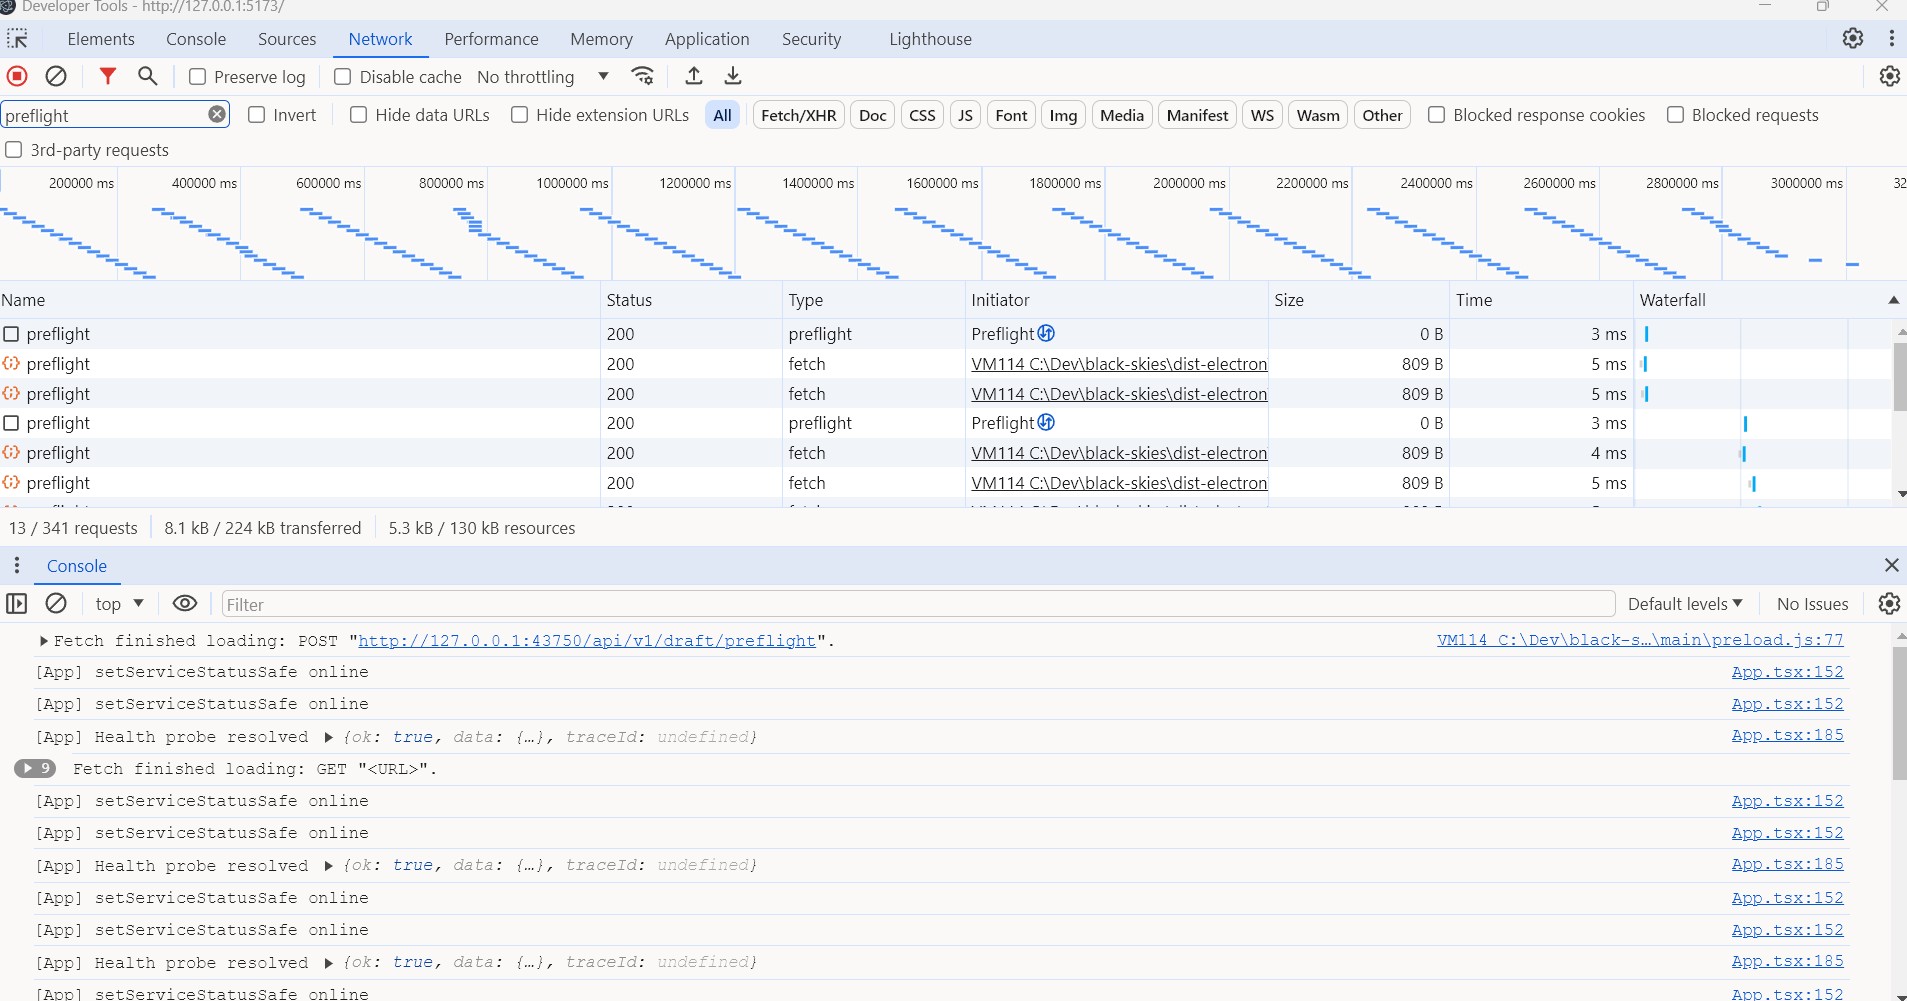 Developer Tools - http://127.0.0.1:5173/
Elements Console Sources Network Performance Memory Application Security Lighthouse
Preserve log Disable cache No throttling
preflight Invert Hide data URLs Hide extension URLs All Fetch/XHR Doc CSS JS Font Img Media Manifest WS Wasm Other Blocked response cookies Blocked requests
3rd-party requests
200000 ms 400000 ms 600000 ms 800000 ms 1000000 ms 1200000 ms 1400000 ms 1600000 ms 1800000 ms 2000000 ms 2200000 ms 2400000 ms 2600000 ms 2800000 ms 3000000 ms 32
Name Status Type Initiator Size Time Waterfall
preflight 200 preflight Preflight 0 B 3 ms
preflight 200 fetch VM114 C:\Dev\black-skies\dist-electron 809 B 5 ms
preflight 200 fetch VM114 C:\Dev\black-skies\dist-electron 809 B 5 ms
preflight 200 preflight Preflight 0 B 3 ms
preflight 200 fetch VM114 C:\Dev\black-skies\dist-electron 809 B 4 ms
preflight 200 fetch VM114 C:\Dev\black-skies\dist-electron 809 B 5 ms
13 / 341 requests 8.1 kB / 224 kB transferred 5.3 kB / 130 kB resources
Console
top Filter Default levels No Issues
Fetch finished loading: POST "http://127.0.0.1:43750/api/v1/draft/preflight". VM114 C:\Dev\black-s…\main\preload.js:77
[App] setServiceStatusSafe online App.tsx:152
[App] setServiceStatusSafe online App.tsx:152
[App] Health probe resolved {ok: true, data: {…}, traceId: undefined} App.tsx:185
9 Fetch finished loading: GET "<URL>".
[App] setServiceStatusSafe online App.tsx:152
[App] setServiceStatusSafe online App.tsx:152
[App] Health probe resolved {ok: true, data: {…}, traceId: undefined} App.tsx:185
[App] setServiceStatusSafe online App.tsx:152
[App] setServiceStatusSafe online App.tsx:152
[App] Health probe resolved {ok: true, data: {…}, traceId: undefined} App.tsx:185
[App] setServiceStatusSafe online App.tsx:152